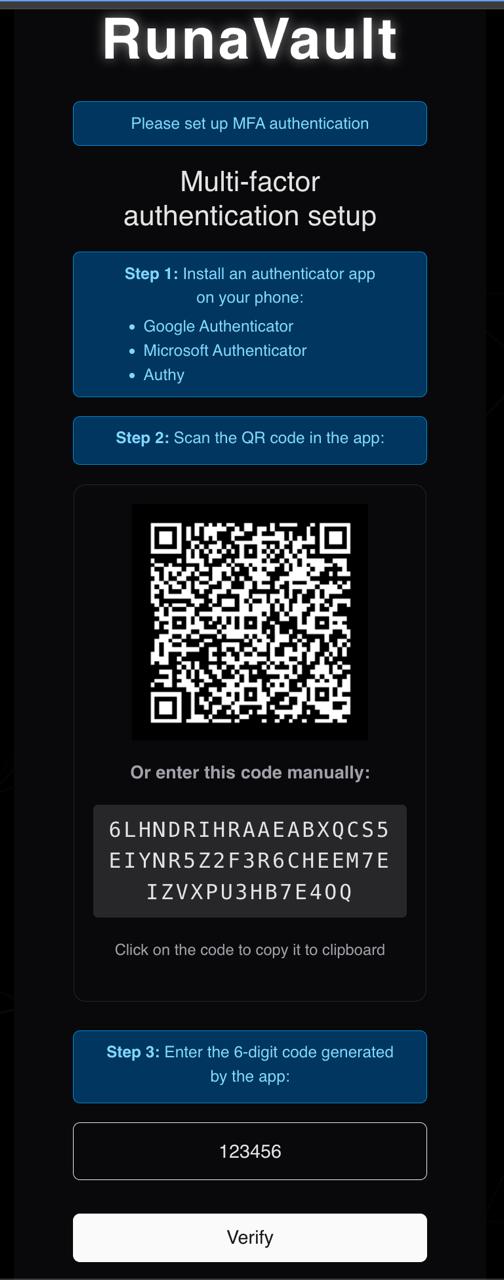 RunaVault
Please set up MFA authentication
Multi-factor
authentication setup
Step 1: Install an authenticator app
on your phone:
• Google Authenticator
• Microsoft Authenticator
• Authy
Step 2: Scan the QR code in the app:
Or enter this code manually:
6LHNDRIHRAAEABXQCS5
EIYNR5Z2F3R6CHEEM7E
IZVXPU3HB7E4OQ
Click on the code to copy it to clipboard
Step 3: Enter the 6-digit code generated
by the app:
123456
Verify